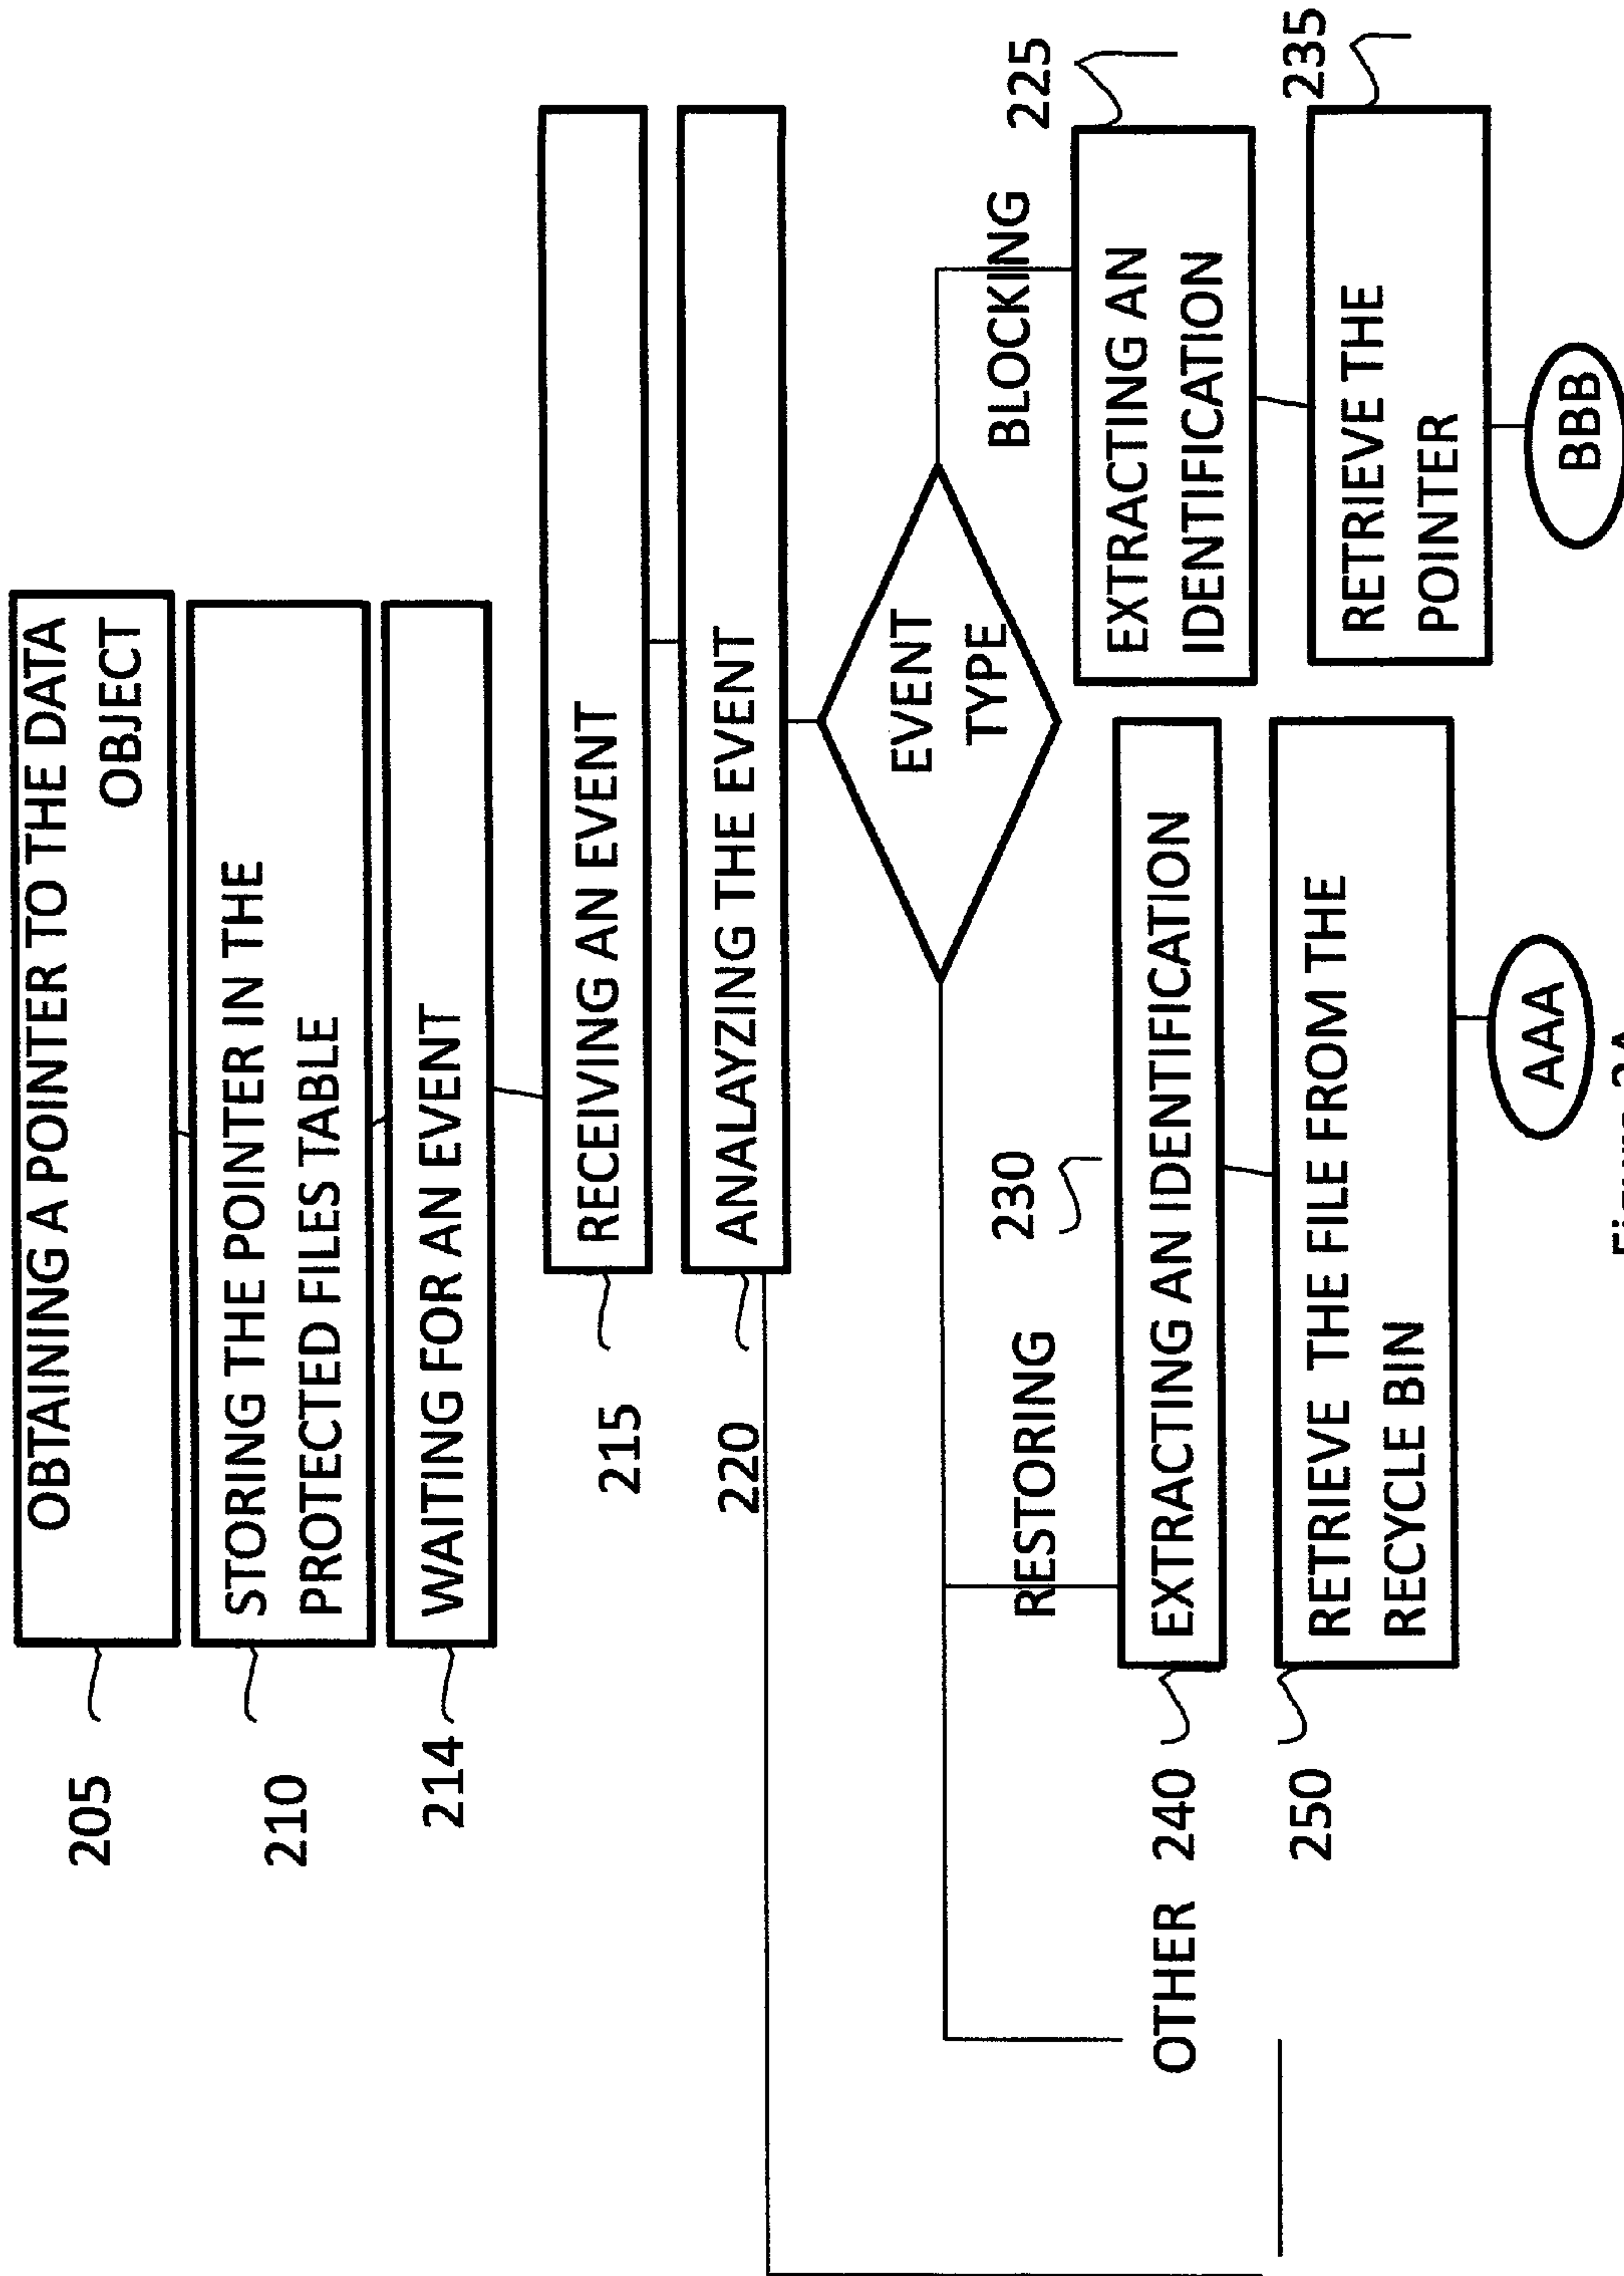 205
OBTAINING A POINTER TO THE DATA
OBJECT
210
STORING THE POINTER IN THE
PROTECTED FILES TABLE
214
WAITING FOR AN EVENT
215
RECEIVING AN EVENT
220
ANALAYZING THE EVENT
EVENT
TYPE
RESTORING
230
BLOCKING
225
OTHER
240
EXTRACTING AN IDENTIFICATION
EXTRACTING AN
IDENTIFICATION
235
250
RETRIEVE THE FILE FROM THE
RECYCLE BIN
RETRIEVE THE
POINTER
AAA
BBB